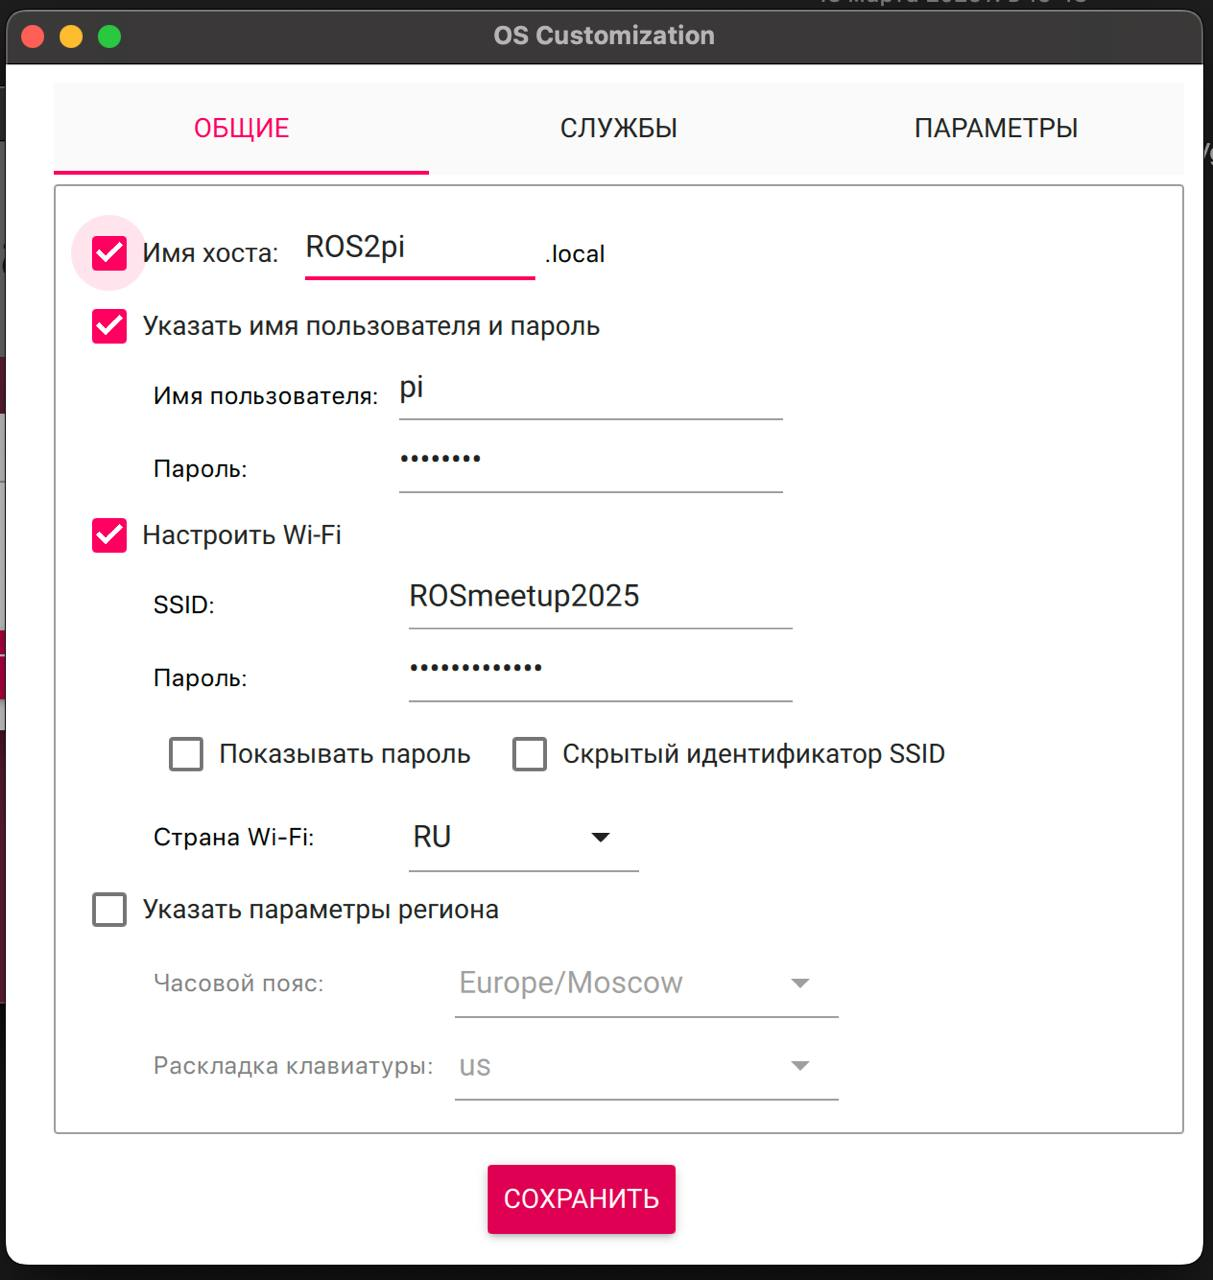 OS Customization
ОБЩИЕ СЛУЖБЫ ПАРАМЕТРЫ
Имя хоста: ROS2pi .local
Указать имя пользователя и пароль
Имя пользователя: pi
Пароль: ••••••••
Настроить Wi-Fi
SSID: ROSmeetup2025
Пароль: •••••••••••••
Показывать пароль Скрытый идентификатор SSID
Страна Wi-Fi: RU
Указать параметры региона
Часовой пояс: Europe/Moscow
Раскладка клавиатуры: us
СОХРАНИТЬ